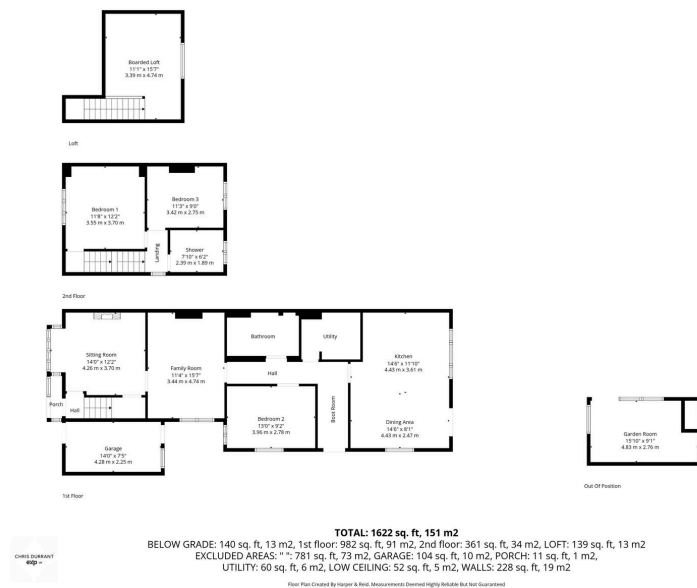 Boarded Loft
11'1" x 15'7"
3.39 m x 4.74 m
Loft
Bedroom 1
11'8" x 12'2"
3.55 m x 3.70 m
Bedroom 3
11'3" x 9'0"
3.42 m x 2.75 m
Landing
Shower
7'10" x 6'2"
2.39 m x 1.89 m
2nd Floor
Sitting Room
14'0" x 12'2"
4.26 m x 3.70 m
Family Room
11'4" x 15'7"
3.44 m x 4.74 m
Bathroom
Utility
Kitchen
14'6" x 11'10"
4.43 m x 3.61 m
Hall
Porch
Hall
Bedroom 2
13'0" x 9'2"
3.96 m x 2.78 m
Boot Room
Dining Area
14'6" x 8'1"
4.43 m x 2.47 m
Garage
14'0" x 7'5"
4.28 m x 2.25 m
1st Floor
Garden Room
15'10" x 9'1"
4.83 m x 2.76 m
Out Of Position
TOTAL: 1622 sq. ft, 151 m2
BELOW GRADE: 140 sq. ft, 13 m2, 1st floor: 982 sq. ft, 91 m2, 2nd floor: 361 sq. ft, 34 m2, LOFT: 139 sq. ft, 13 m2
EXCLUDED AREAS: " ": 781 sq. ft, 73 m2, GARAGE: 104 sq. ft, 10 m2, PORCH: 11 sq. ft, 1 m2,
UTILITY: 60 sq. ft, 6 m2, LOW CEILING: 52 sq. ft, 5 m2, WALLS: 228 sq. ft, 19 m2
CHRIS DURRANT
exp
Floor Plan Created By Harper & Reid. Measurements Deemed Highly Reliable But Not Guaranteed